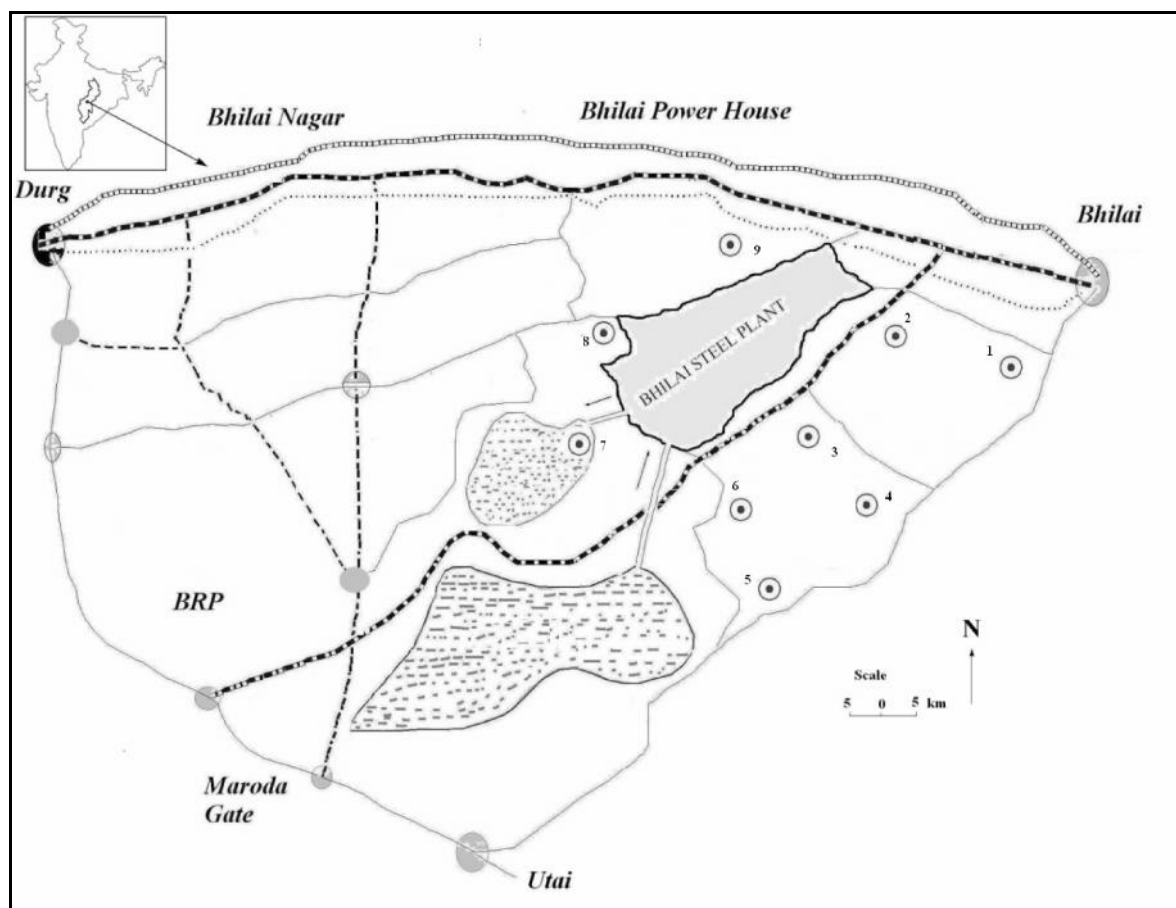 Bhilai Nagar
Bhilai Power House
Durg
Bhilai
9
8
2
1
BHILAI STEEL PLANT
7
3
6
4
5
BRP
N
Scale
5 0 5 km
Maroda
Gate
Utai